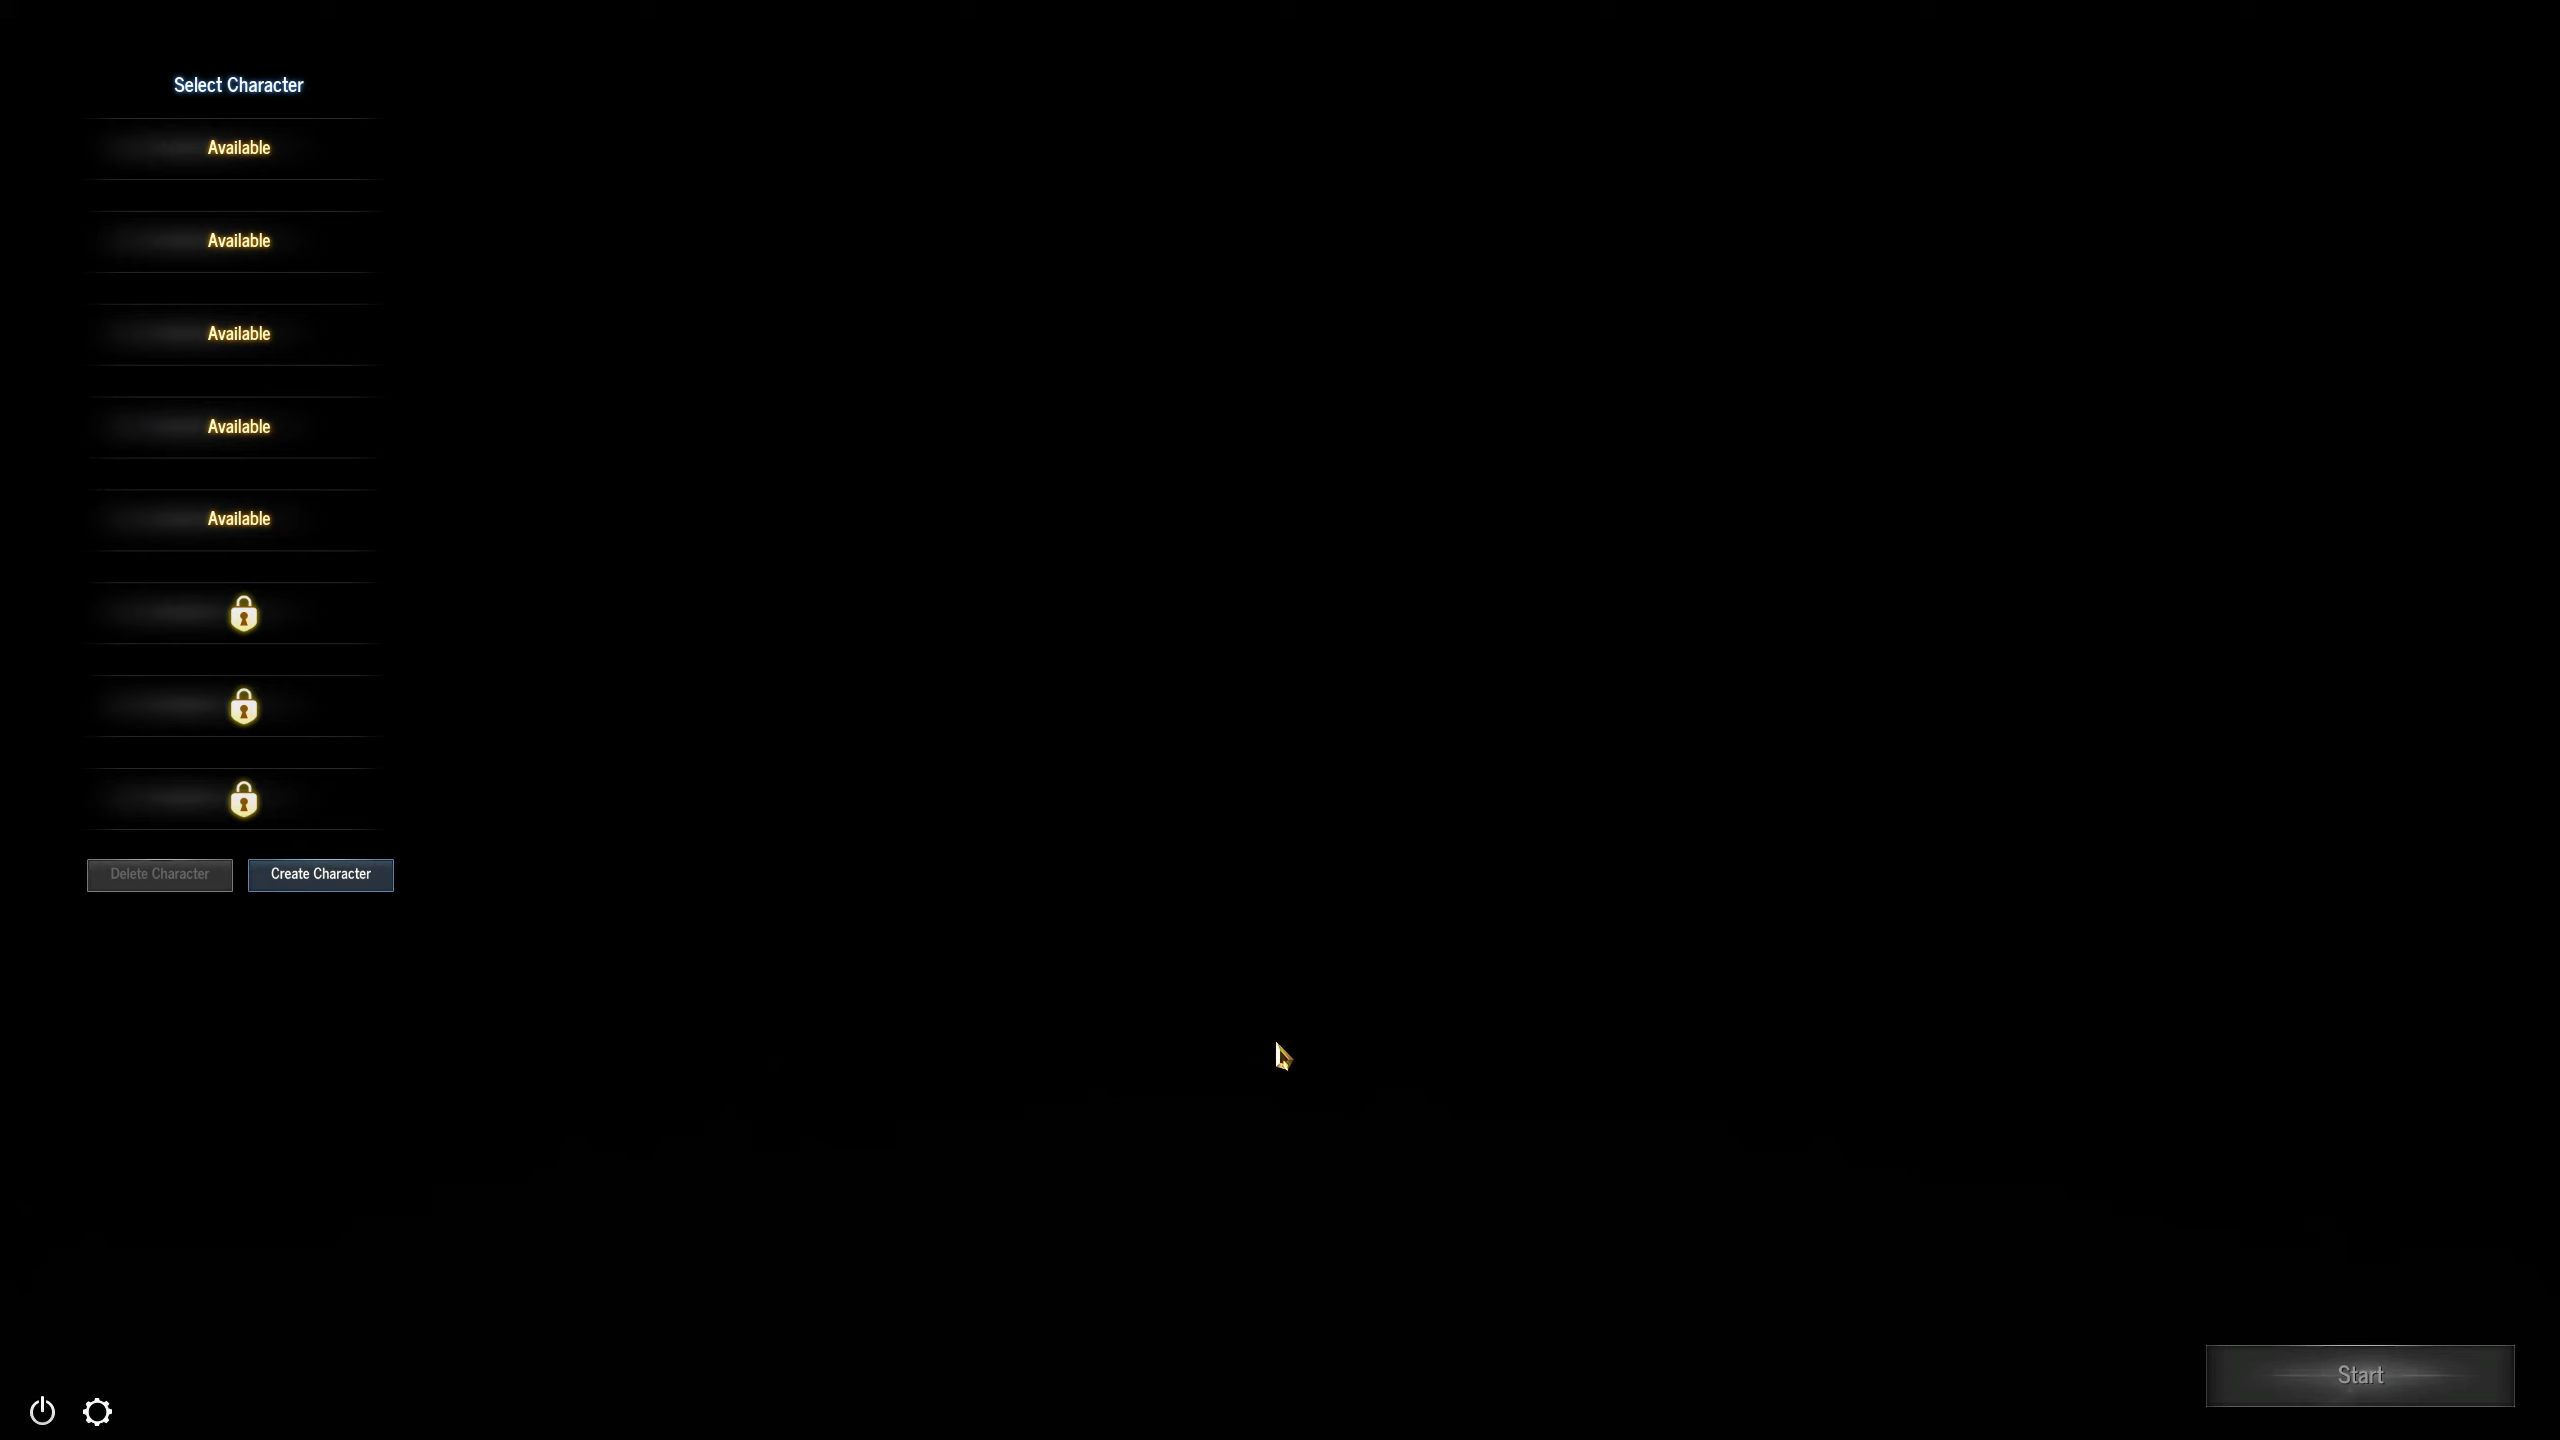 Select Character
Available
Available
Available
Available
Available
Delete Character
Create Character
Start